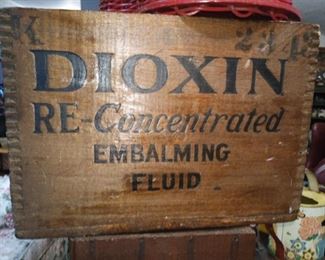 K
DIOXIN
RE-Concentrated
EMBALMING
FLUID